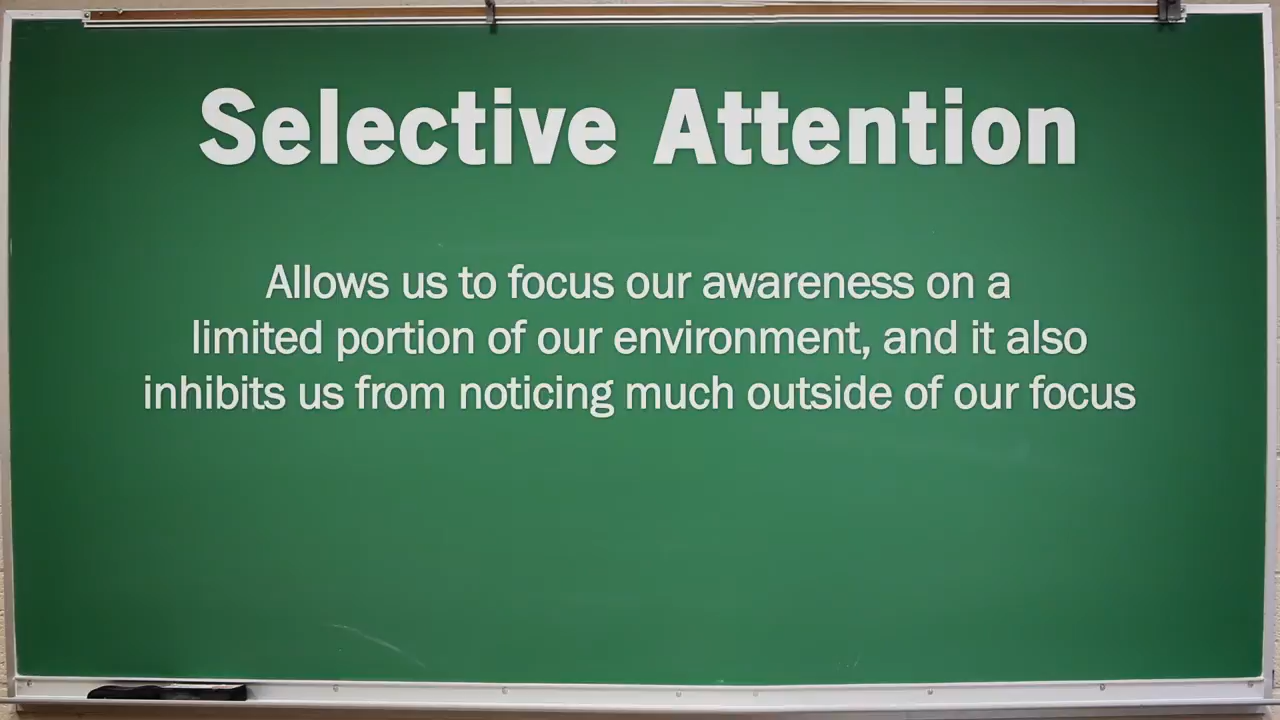 Selective Attention
Allows us to focus our awareness on a
limited portion of our environment, and it also
inhibits us from noticing much outside of our focus